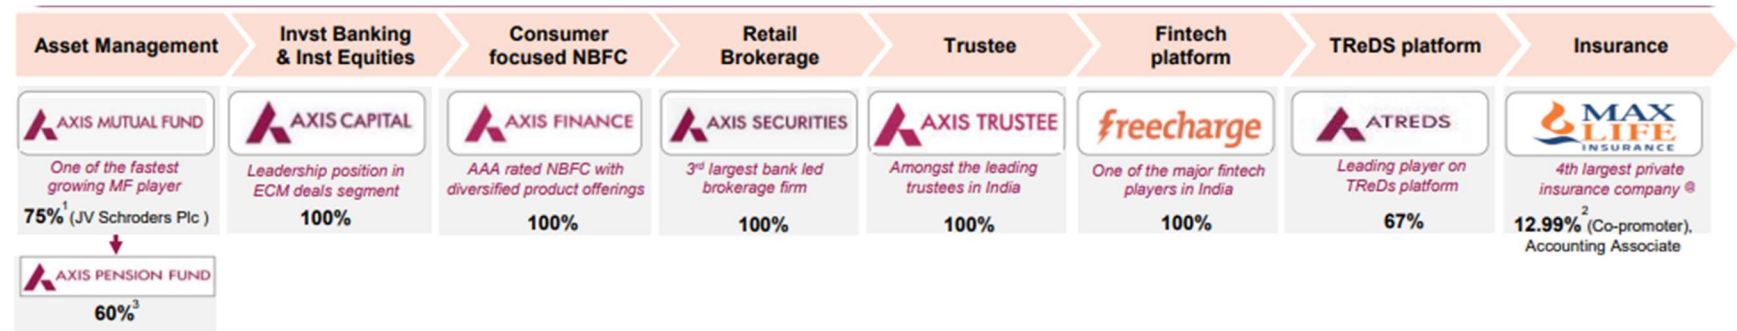 Asset Management
Invst Banking
& Inst Equities
Consumer
focused NBFC
Retail
Brokerage
Trustee
Fintech
platform
TReDS platform
Insurance
AXIS MUTUAL FUND
One of the fastest
growing MF player
75%1 (JV Schroders Plc )
AXIS PENSION FUND
60%3
AXIS CAPITAL
Leadership position in
ECM deals segment
100%
AXIS FINANCE
AAA rated NBFC with
diversified product offerings
100%
AXIS SECURITIES
3rd largest bank led
brokerage firm
100%
AXIS TRUSTEE
Amongst the leading
trustees in India
100%
freecharge
One of the major fintech
players in India
100%
ATREDS
Leading player on
TReDs platform
67%
MAX
LIFE
INSURANCE
4th largest private
insurance company @
12.99%2 (Co-promoter),
Accounting Associate